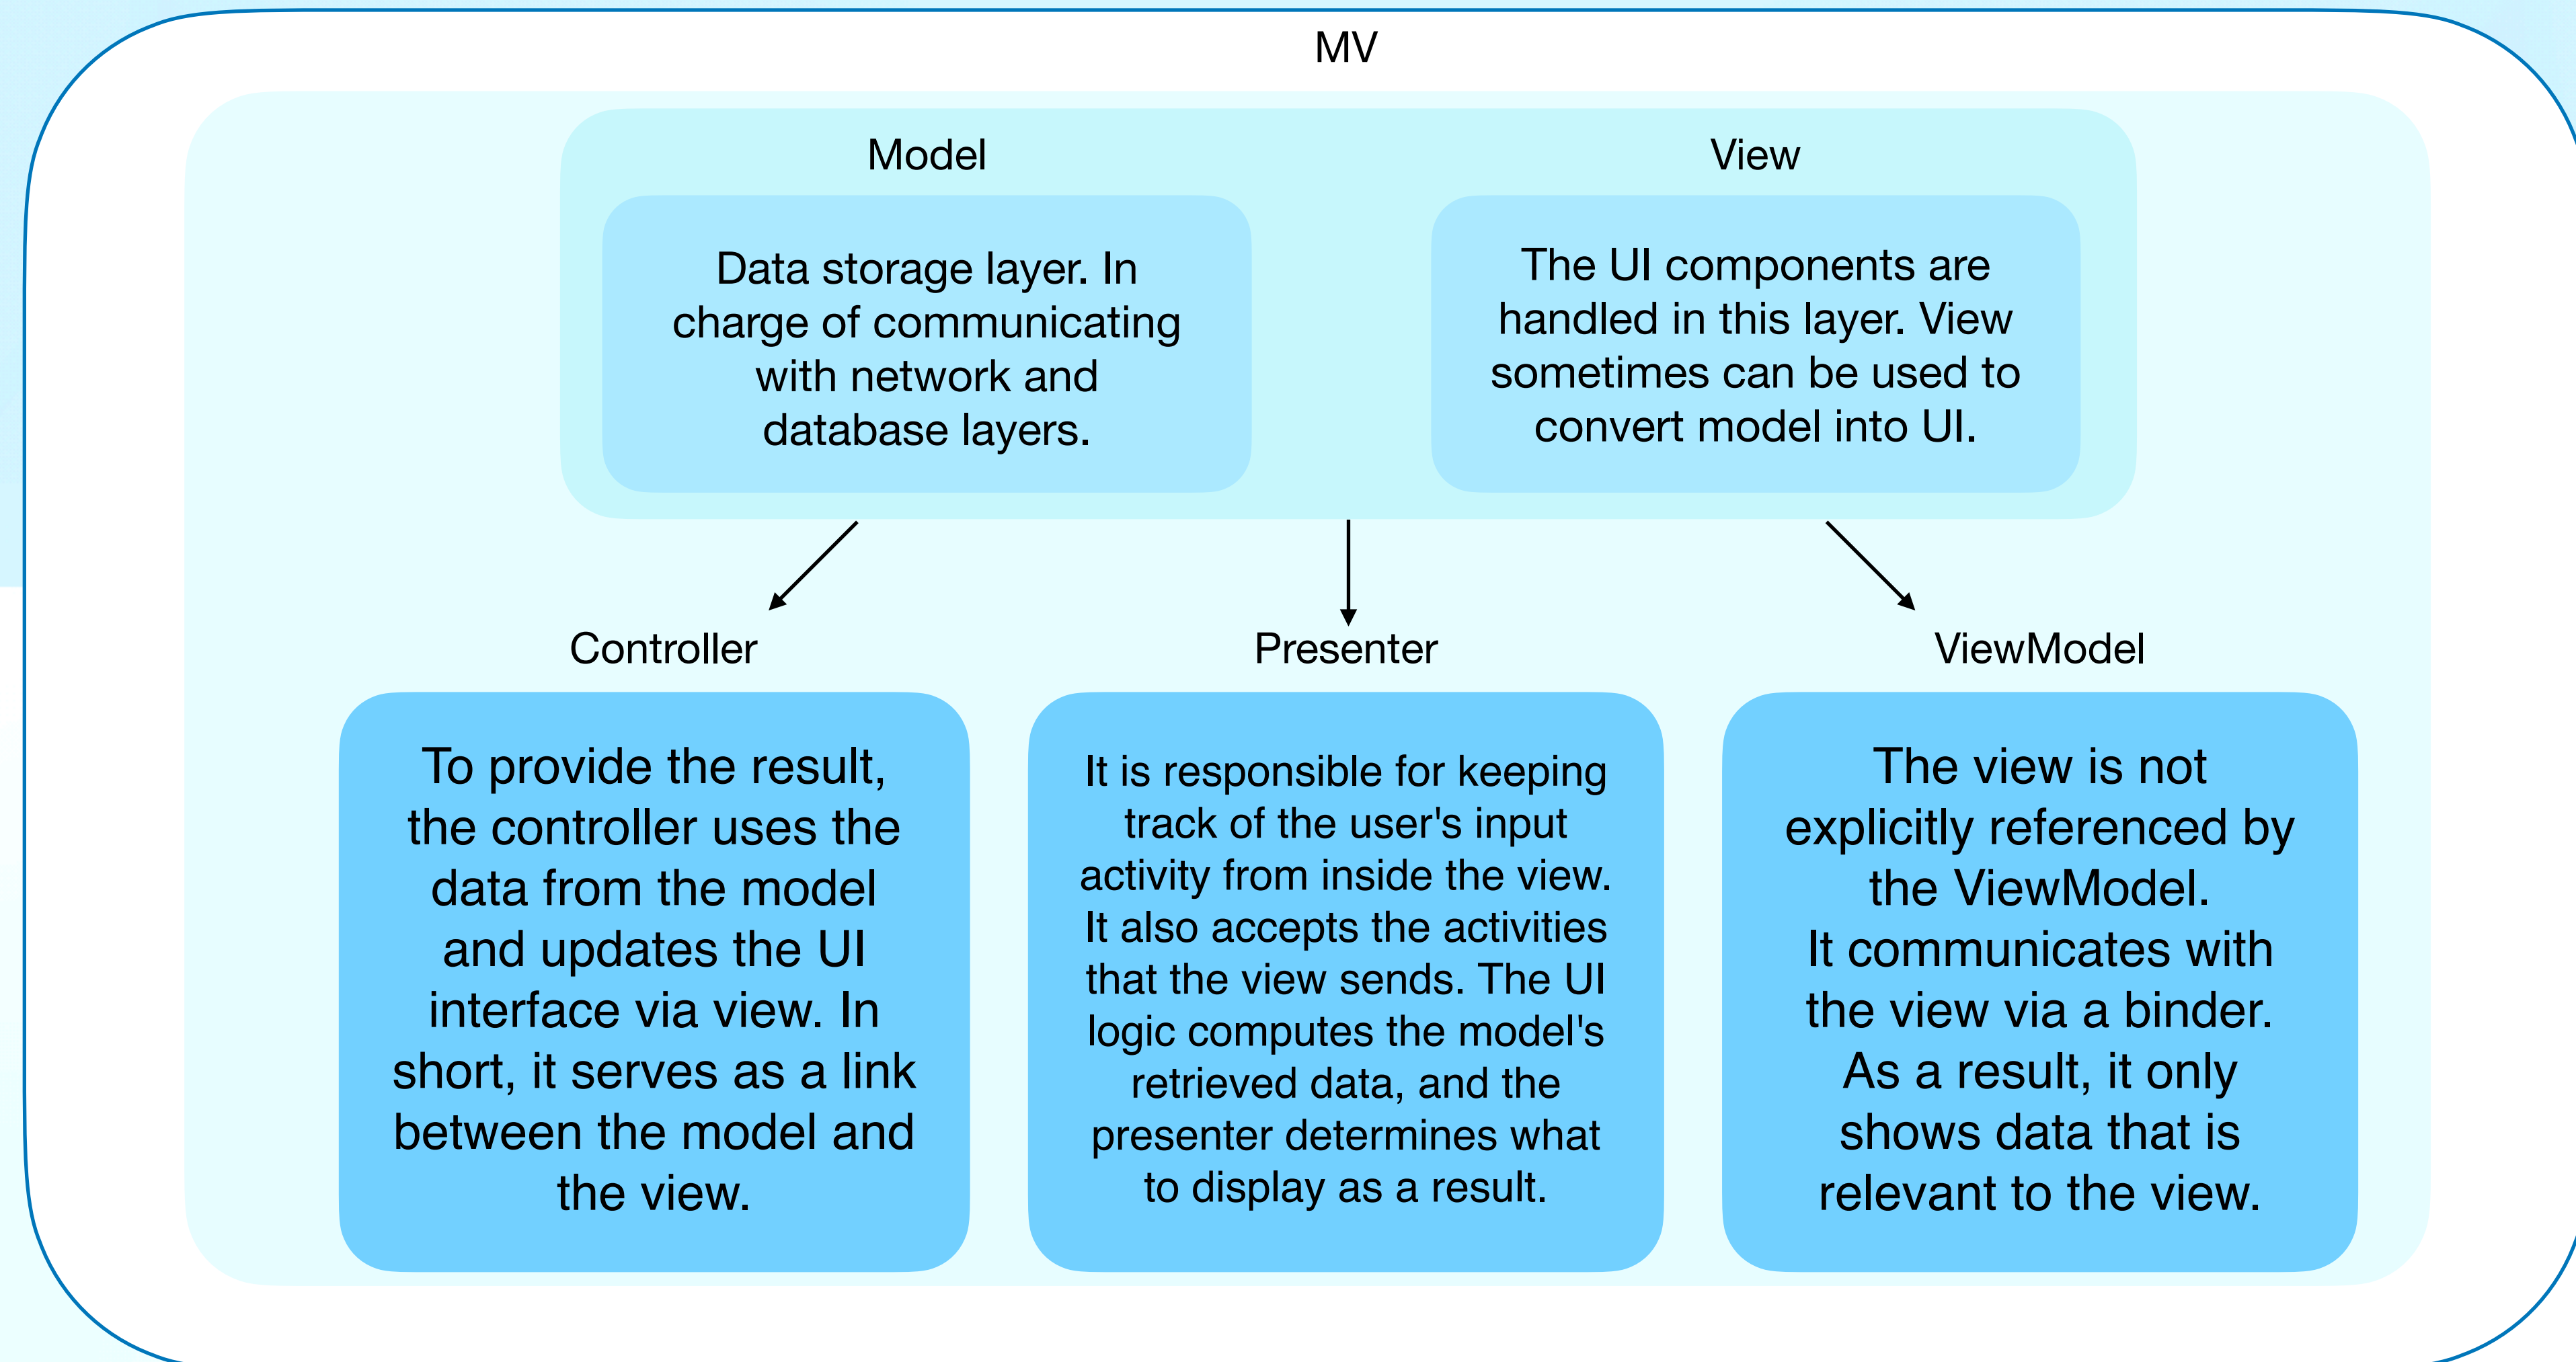 MV
Model
Data storage layer. In
charge of communicating
with network and
database layers.
View
The UI components are
handled in this layer. View
sometimes can be used to
convert model into UI.
Controller
To provide the result,
the controller uses the
data from the model
and updates the UI
interface via view. In
short, it serves as a link
between the model and
the view.
Presenter
It is responsible for keeping
track of the user's input
activity from inside the view.
It also accepts the activities
that the view sends. The UI
logic computes the model's
retrieved data, and the
presenter determines what
to display as a result.
ViewModel
The view is not
explicitly referenced by
the ViewModel.
It communicates with
the view via a binder.
As a result, it only
shows data that is
relevant to the view.